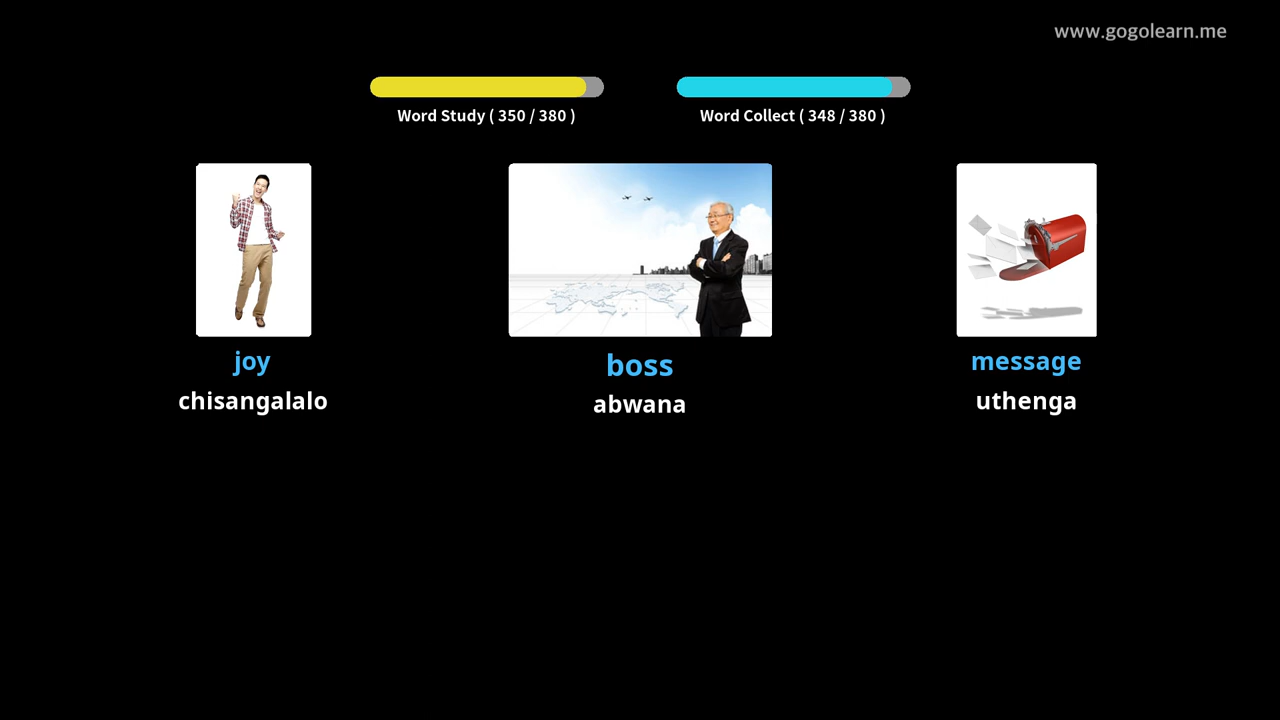 www.gogolearn.me
Word Study ( 350 / 380 )
Word Collect ( 348 / 380 )
joy
chisangalalo
boss
abwana
message
uthenga